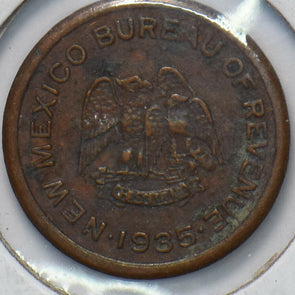 NEW MEXICO BUREAU OF REVENUE
·1935·